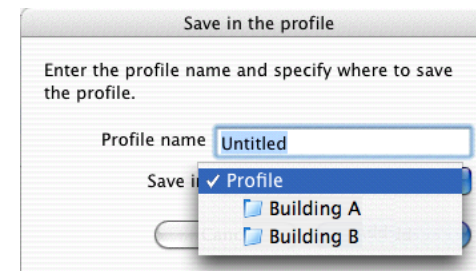 Save in the profile
Enter the profile name and specify where to save
the profile.
Profile name Untitled
Save i ✓ Profile
Building A
Building B